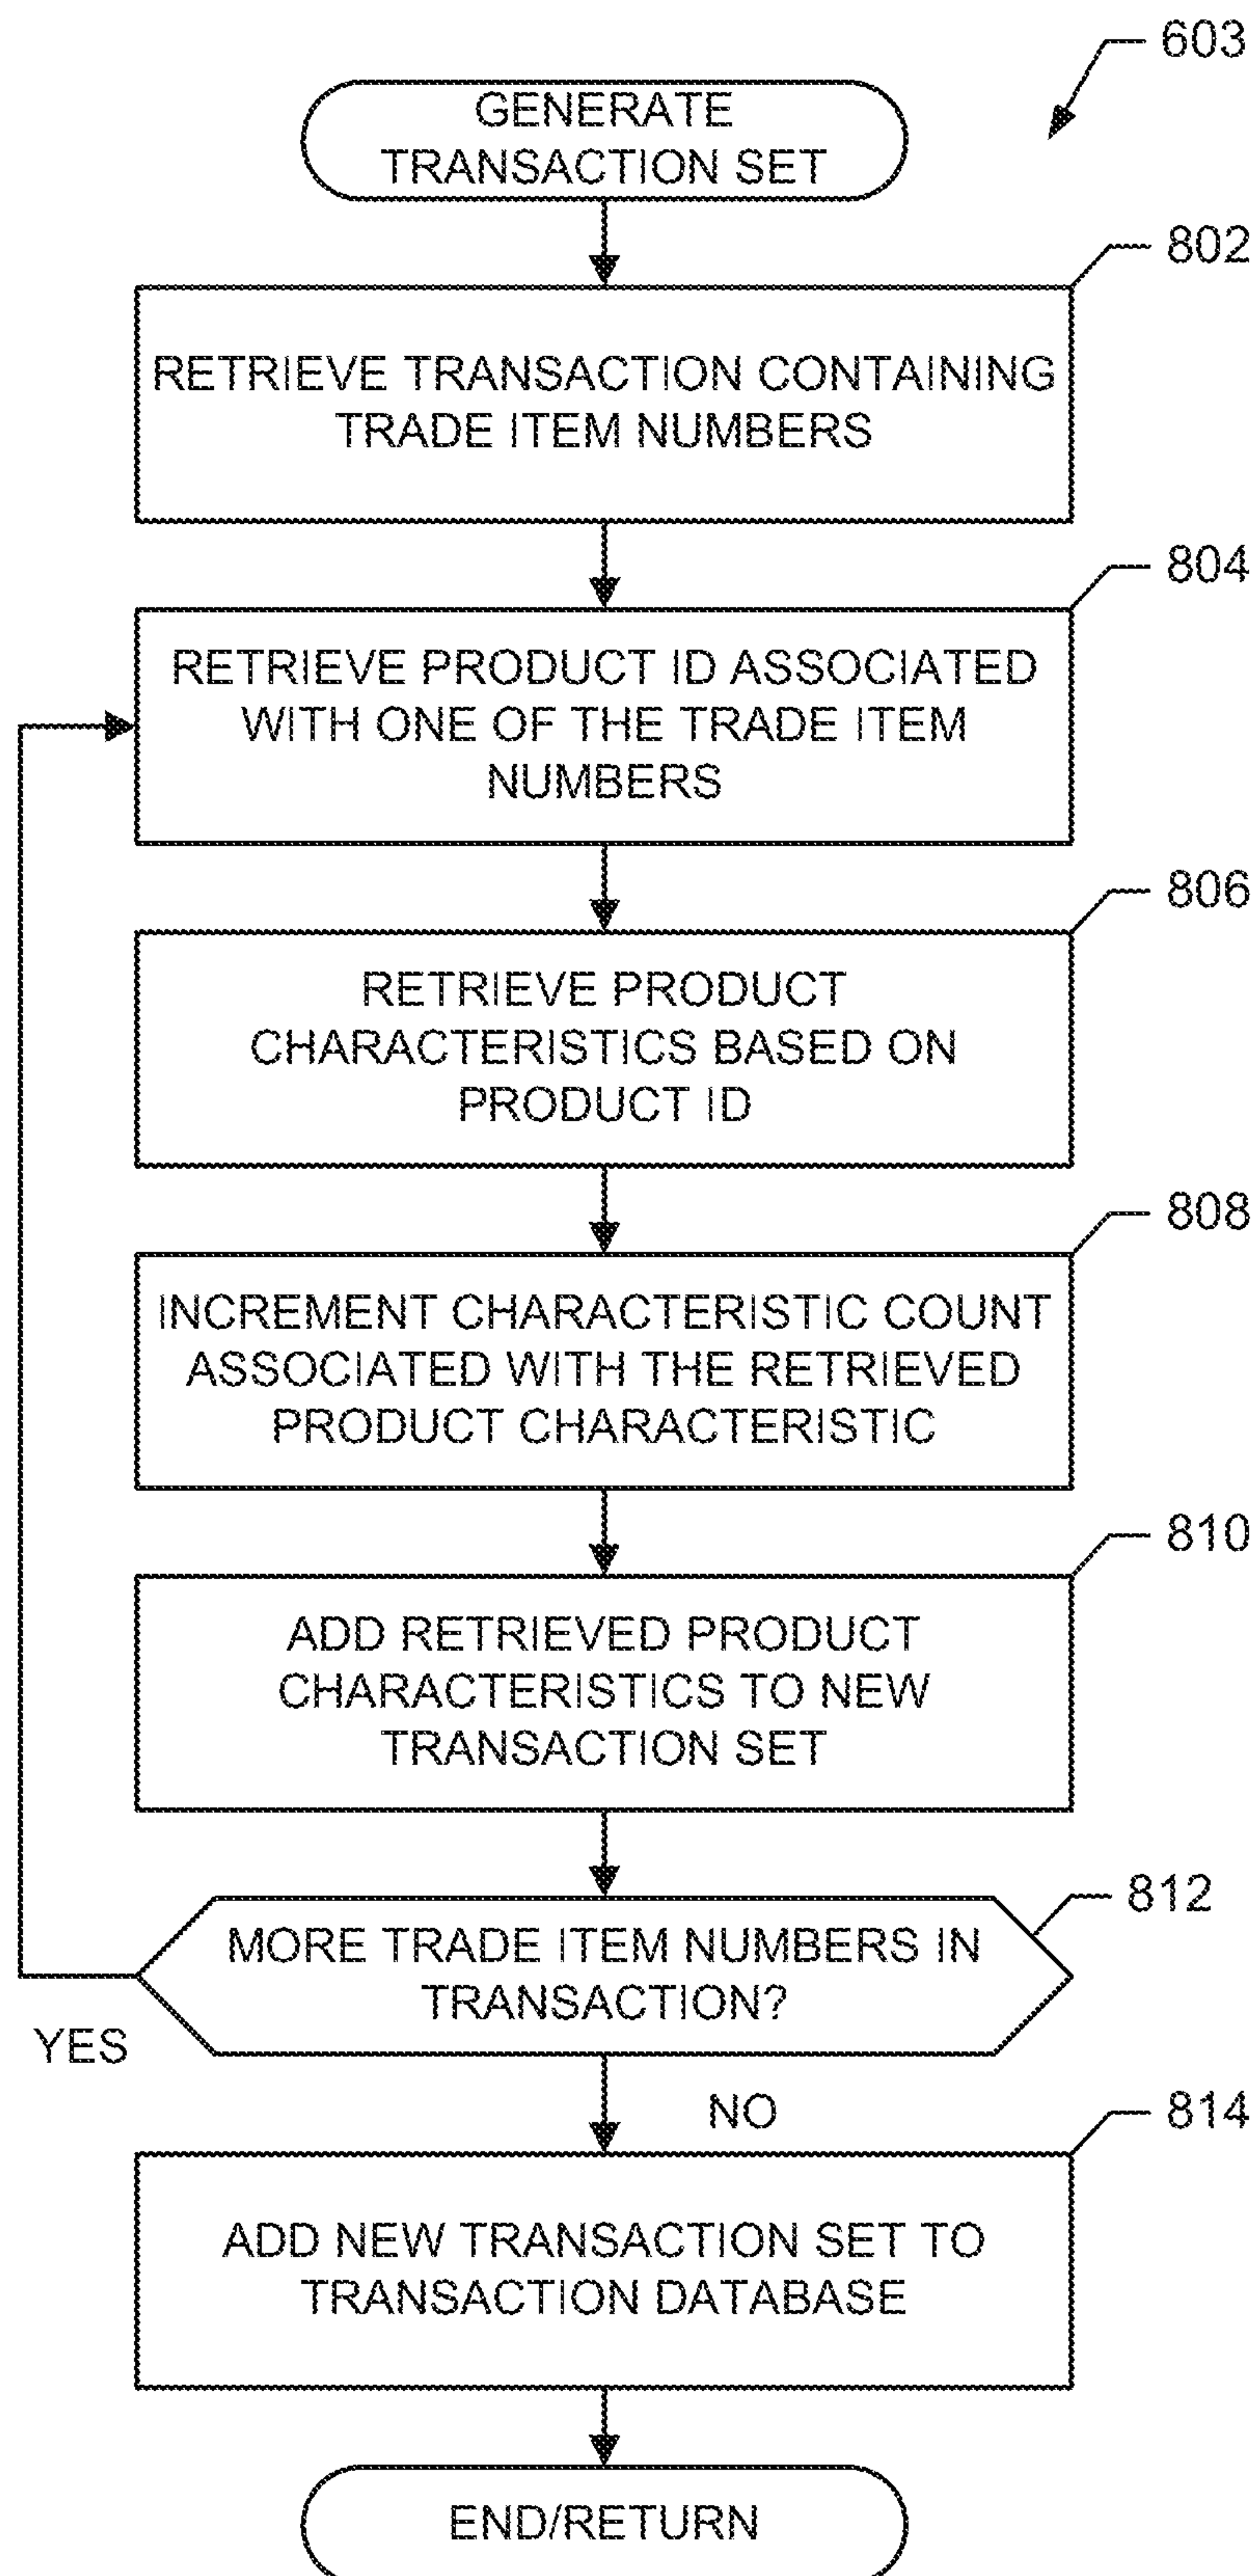 603
GENERATE
TRANSACTION SET
802
RETRIEVE TRANSACTION CONTAINING
TRADE ITEM NUMBERS
804
RETRIEVE PRODUCT ID ASSOCIATED
WITH ONE OF THE TRADE ITEM
NUMBERS
806
RETRIEVE PRODUCT
CHARACTERISTICS BASED ON
PRODUCT ID
808
INCREMENT CHARACTERISTIC COUNT
ASSOCIATED WITH THE RETRIEVED
PRODUCT CHARACTERISTIC
810
ADD RETRIEVED PRODUCT
CHARACTERISTICS TO NEW
TRANSACTION SET
812
MORE TRADE ITEM NUMBERS IN
TRANSACTION?
YES
NO
814
ADD NEW TRANSACTION SET TO
TRANSACTION DATABASE
END/RETURN